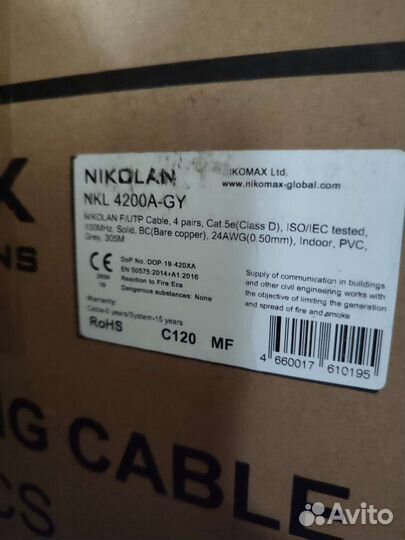 X
NS
NIKOLAN
NIKOMAX Ltd.
www.nikomax-global.com
NKL 4200A-GY
NIKOLAN F/UTP Cable, 4 pairs, Cat.5e(Class D), ISO/IEC tested,
100MHz, Solid, BC(Bare copper), 24AWG(0.50mm), Indoor, PVC,
Grey, 305M
CE
DoP No. DOP-19-420XA
EN 50575:2014+A1:2016
Reaction to Fire Eca
Dangerous substances: None
Supply of communication in buildings
and other civil engineering works with
the objective of limiting the generation
and spread of fire and smoke
Warranty:
Cable-5 years/System-15 years
RoHS
C120 MF
4 660017 610195
NG CABLE
CS
Avito